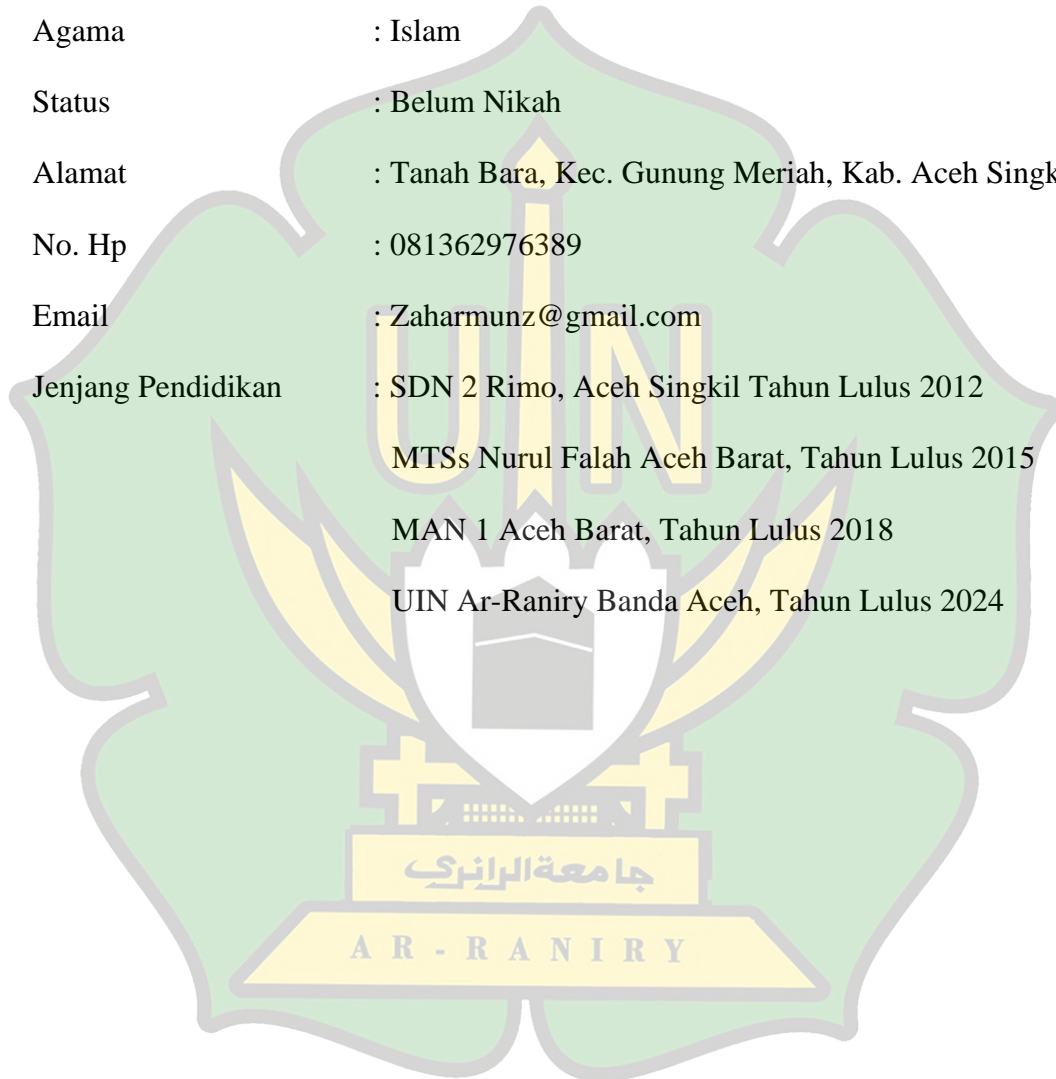 Agama : Islam
Status : Belum Nikah
Alamat : Tanah Bara, Kec. Gunung Meriah, Kab. Aceh
No. Hp : 081362976389
Email : Zaharmunz@gmail.com
Jenjang Pendidikan : SDN 2 Rimo, Aceh Singkil Tahun Lulus 2012
MTSs Nurul Falah Aceh Barat, Tahun Lulus 2015
MAN 1 Aceh Barat, Tahun Lulus 2018
UIN Ar-Raniry Banda Aceh, Tahun Lulus 2024
UIN
جامعةالرانري
AR-RANIRY